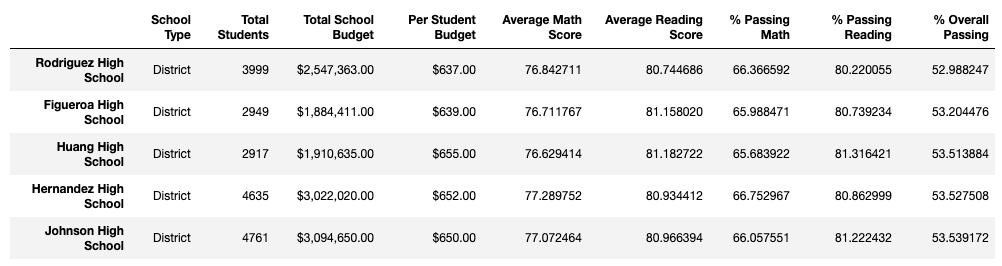 School Type Total Students Total School Budget Per Student Budget Average Math Score Average Reading Score % Passing Math % Passing Reading % Overall Passing
Rodriguez High School District 3999 $2,547,363.00 $637.00 76.842711 80.744686 66.366592 80.220055 52.988247
Figueroa High School District 2949 $1,884,411.00 $639.00 76.711767 81.158020 65.988471 80.739234 53.204476
Huang High School District 2917 $1,910,635.00 $655.00 76.629414 81.182722 65.683922 81.316421 53.513884
Hernandez High School District 4635 $3,022,020.00 $652.00 77.289752 80.934412 66.752967 80.862999 53.527508
Johnson High School District 4761 $3,094,650.00 $650.00 77.072464 80.966394 66.057551 81.222432 53.539172